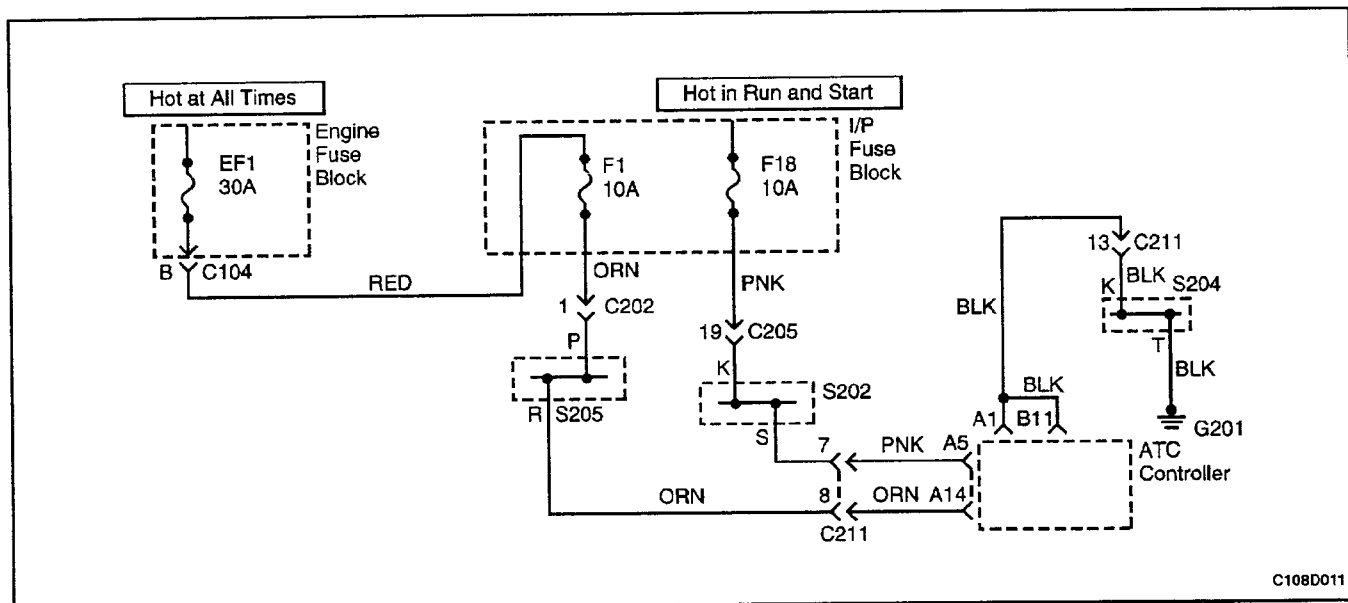 Hot at All Times
Hot in Run and Start
EF1
30A
Engine
Fuse
Block
F1
10A
F18
10A
I/P
Fuse
Block
B C104
RED
ORN
1 C202
P
R S205
PNK
19 C205
K
S202
S
BLK
13 C211
BLK
K S204
T
BLK
G201
BLK
A1 B11
ATC
Controller
7 PNK A5
ORN 8 ORN A14
C211
C108D011